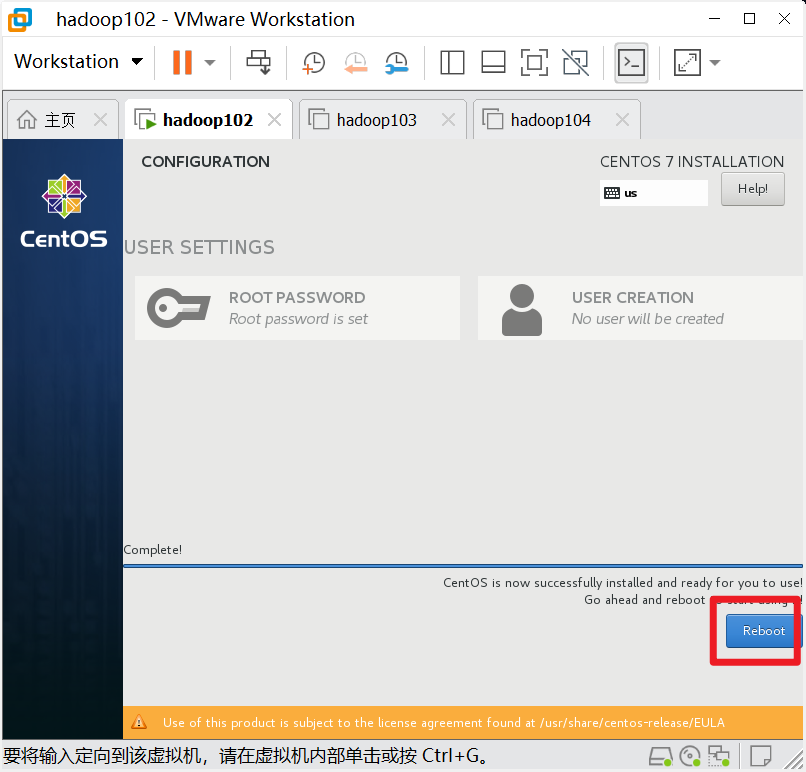 hadoop102 - VMware Workstation
Workstation
主页
hadoop102
hadoop103
hadoop104
CONFIGURATION
CENTOS 7 INSTALLATION
us
Help!
CentOS
USER SETTINGS
ROOT PASSWORD
Root password is set
USER CREATION
No user will be created
Complete!
CentOS is now successfully installed and ready for you to use!
Go ahead and reboot to start using it!
Reboot
Use of this product is subject to the license agreement found at /usr/share/centos-release/EULA
要将输入定向到该虚拟机，请在虚拟机内部单击或按 Ctrl+G。